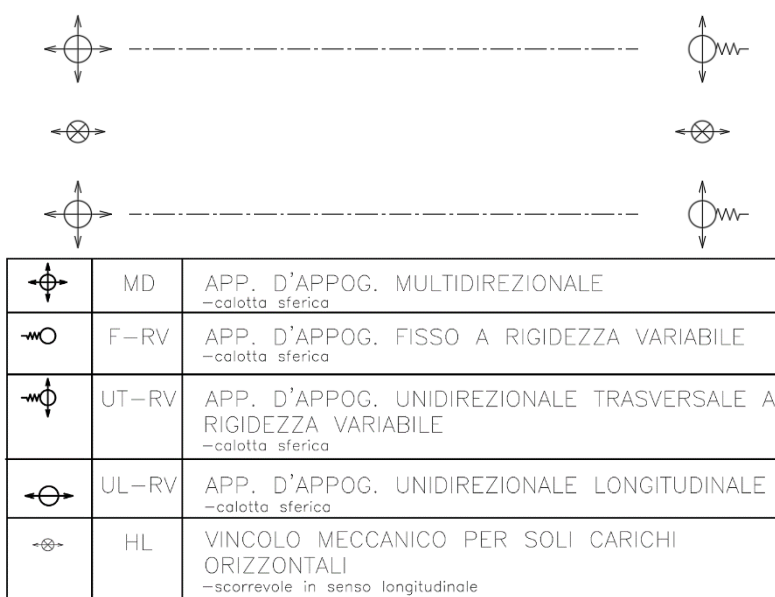 MD
APP. D'APPOG. MULTIDIREZIONALE
-calotta sferica
F-RV
APP. D'APPOG. FISSO A RIGIDEZZA VARIABILE
-calotta sferica
UT-RV
APP. D'APPOG. UNIDIREZIONALE TRASVERSALE A
RIGIDEZZA VARIABILE
-calotta sferica
UL-RV
APP. D'APPOG. UNIDIREZIONALE LONGITUDINALE
-calotta sferica
HL
VINCOLO MECCANICO PER SOLI CARICHI
ORIZZONTALI
-scorrevole in senso longitudinale